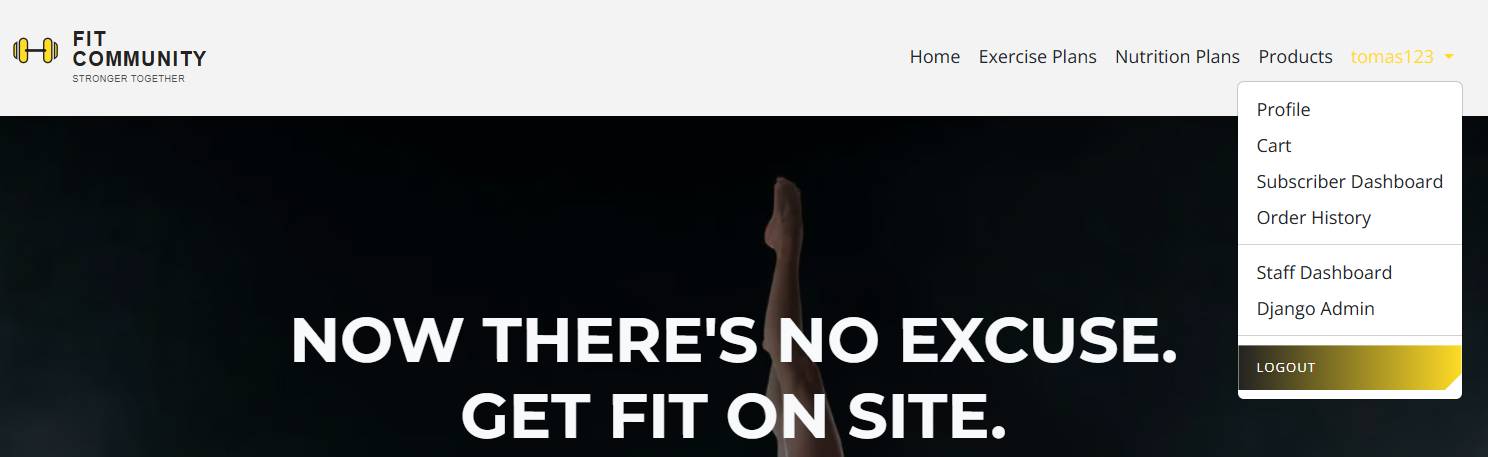 FIT
COMMUNITY
STRONGER TOGETHER
Home Exercise Plans Nutrition Plans Products tomas123
Profile
Cart
Subscriber Dashboard
Order History
Staff Dashboard
Django Admin
LOGOUT
NOW THERE'S NO EXCUSE.
GET FIT ON SITE.